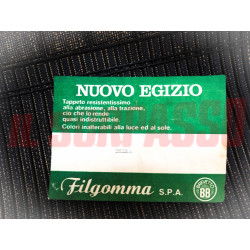 NUOVO EGIZIO
Tappeto resistentissimo
alla abrasione, alla trazione,
ciò che lo rende
quasi indistruttibile.
Colori inalterabili alla luce ed al sole.
Filgomma S.P.A.
BB